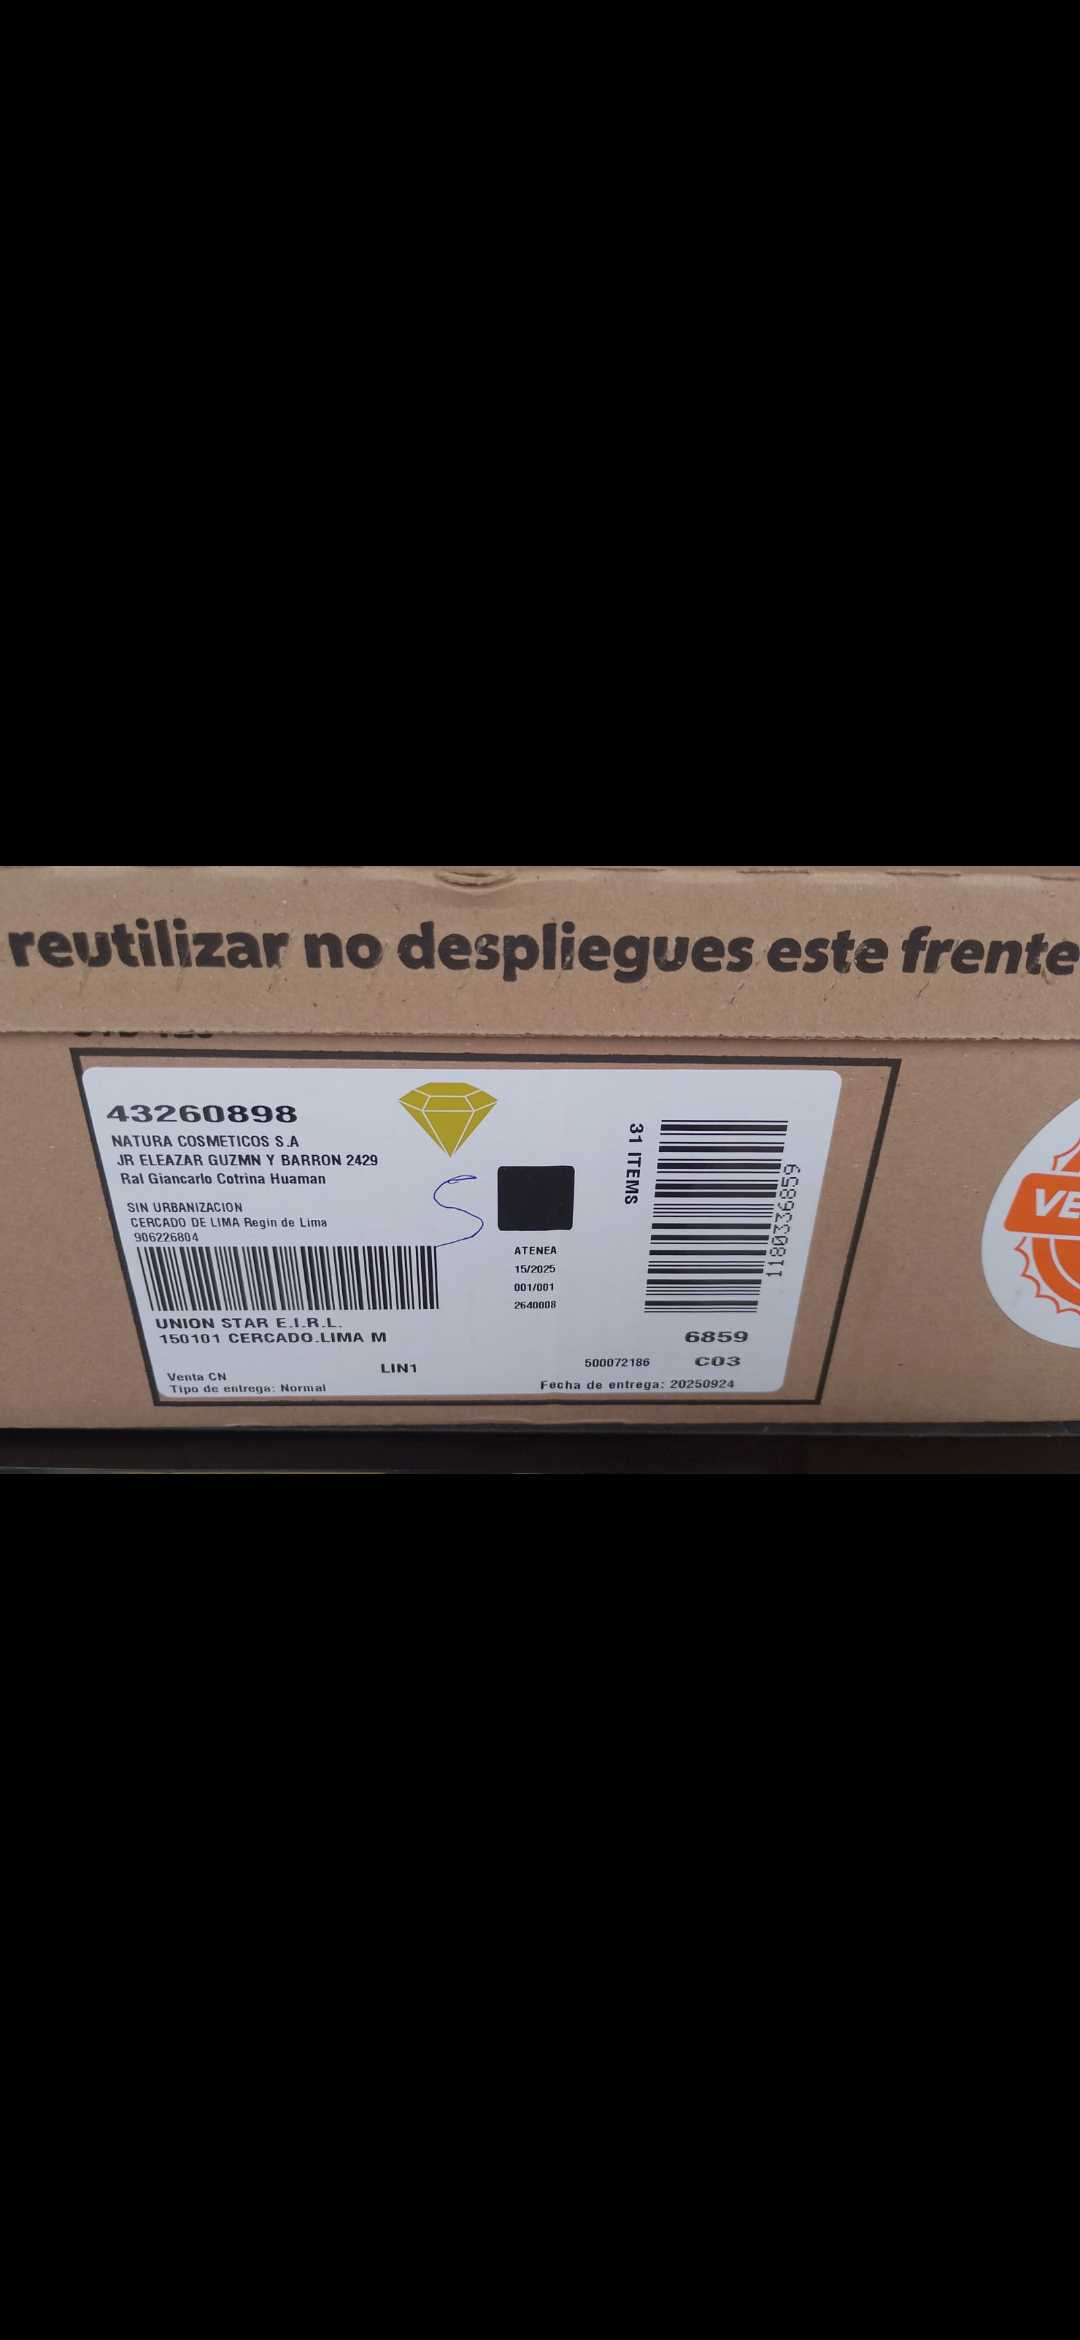 reutilizar no despliegues este frente
43260898
NATURA COSMETICOS S.A
JR ELEAZAR GUZMN Y BARRON 2429
Ral Giancarlo Cotrina Huaman
SIN URBANIZACION
CERCADO DE LIMA Regin de Lima
906226804
UNION STAR E.I.R.L.
150101 CERCADO.LIMA M
LIN1
Venta CN
Tipo de entrega: Normal
S
ATENEA
15/2025
001/001
2640008
31 ITEMS
1180336859
6859
500072186 C03
Fecha de entrega: 20250924
VE